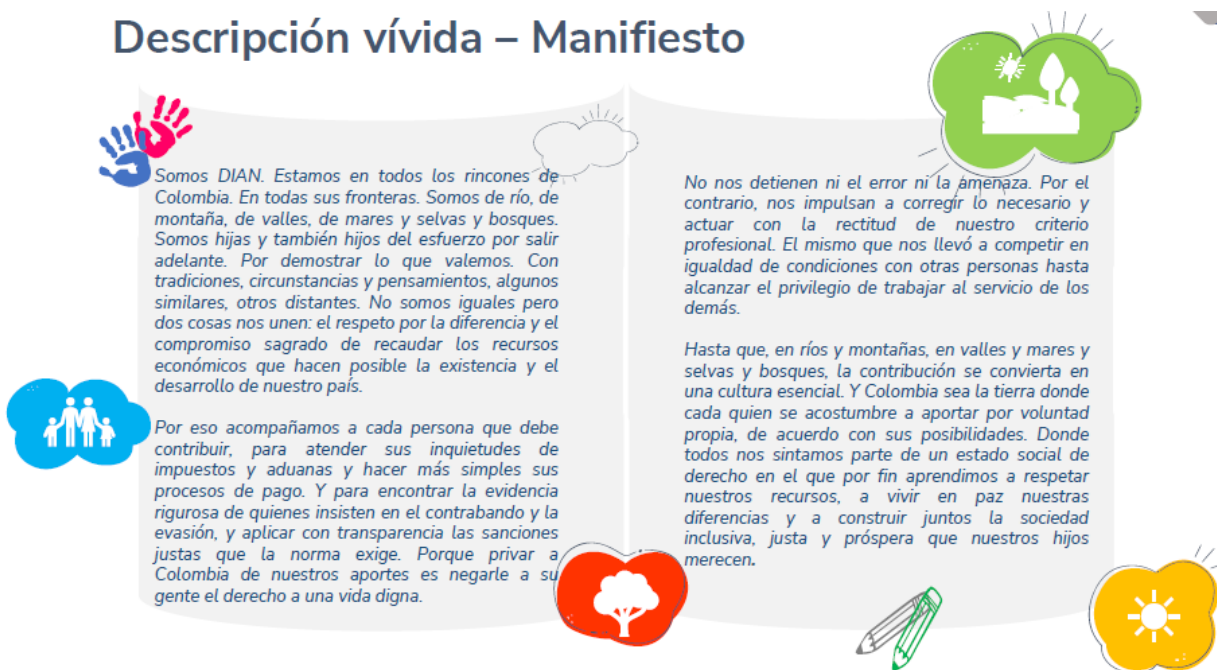 Descripción vívida – Manifiesto
Somos DIAN. Estamos en todos los rincones de
Colombia. En todas sus fronteras. Somos de río, de
montaña, de valles, de mares y selvas y bosques.
Somos hijas y también hijos del esfuerzo por salir
adelante. Por demostrar lo que valemos. Con
tradiciones, circunstancias y pensamientos, algunos
similares, otros distantes. No somos iguales pero
dos cosas nos unen: el respeto por la diferencia y el
compromiso sagrado de recaudar los recursos
económicos que hacen posible la existencia y el
desarrollo de nuestro país.
Por eso acompañamos a cada persona que debe
contribuir, para atender sus inquietudes de
impuestos y aduanas y hacer más simples sus
procesos de pago. Y para encontrar la evidencia
rigurosa de quienes insisten en el contrabando y la
evasión, y aplicar con transparencia las sanciones
justas que la norma exige. Porque privar a
Colombia de nuestros aportes es negarle a su
gente el derecho a una vida digna.
No nos detienen ni el error ni la amenaza. Por el
contrario, nos impulsan a corregir lo necesario y
actuar con la rectitud de nuestro criterio
profesional. El mismo que nos llevó a competir en
igualdad de condiciones con otras personas hasta
alcanzar el privilegio de trabajar al servicio de los
demás.
Hasta que, en ríos y montañas, en valles y mares y
selvas y bosques, la contribución se convierta en
una cultura esencial. Y Colombia sea la tierra donde
cada quien se acostumbre a aportar por voluntad
propia, de acuerdo con sus posibilidades. Donde
todos nos sintamos parte de un estado social de
derecho en el que por fin aprendimos a respetar
nuestros recursos, a vivir en paz nuestras
diferencias y a construir juntos la sociedad
inclusiva, justa y próspera que nuestros hijos
merecen.